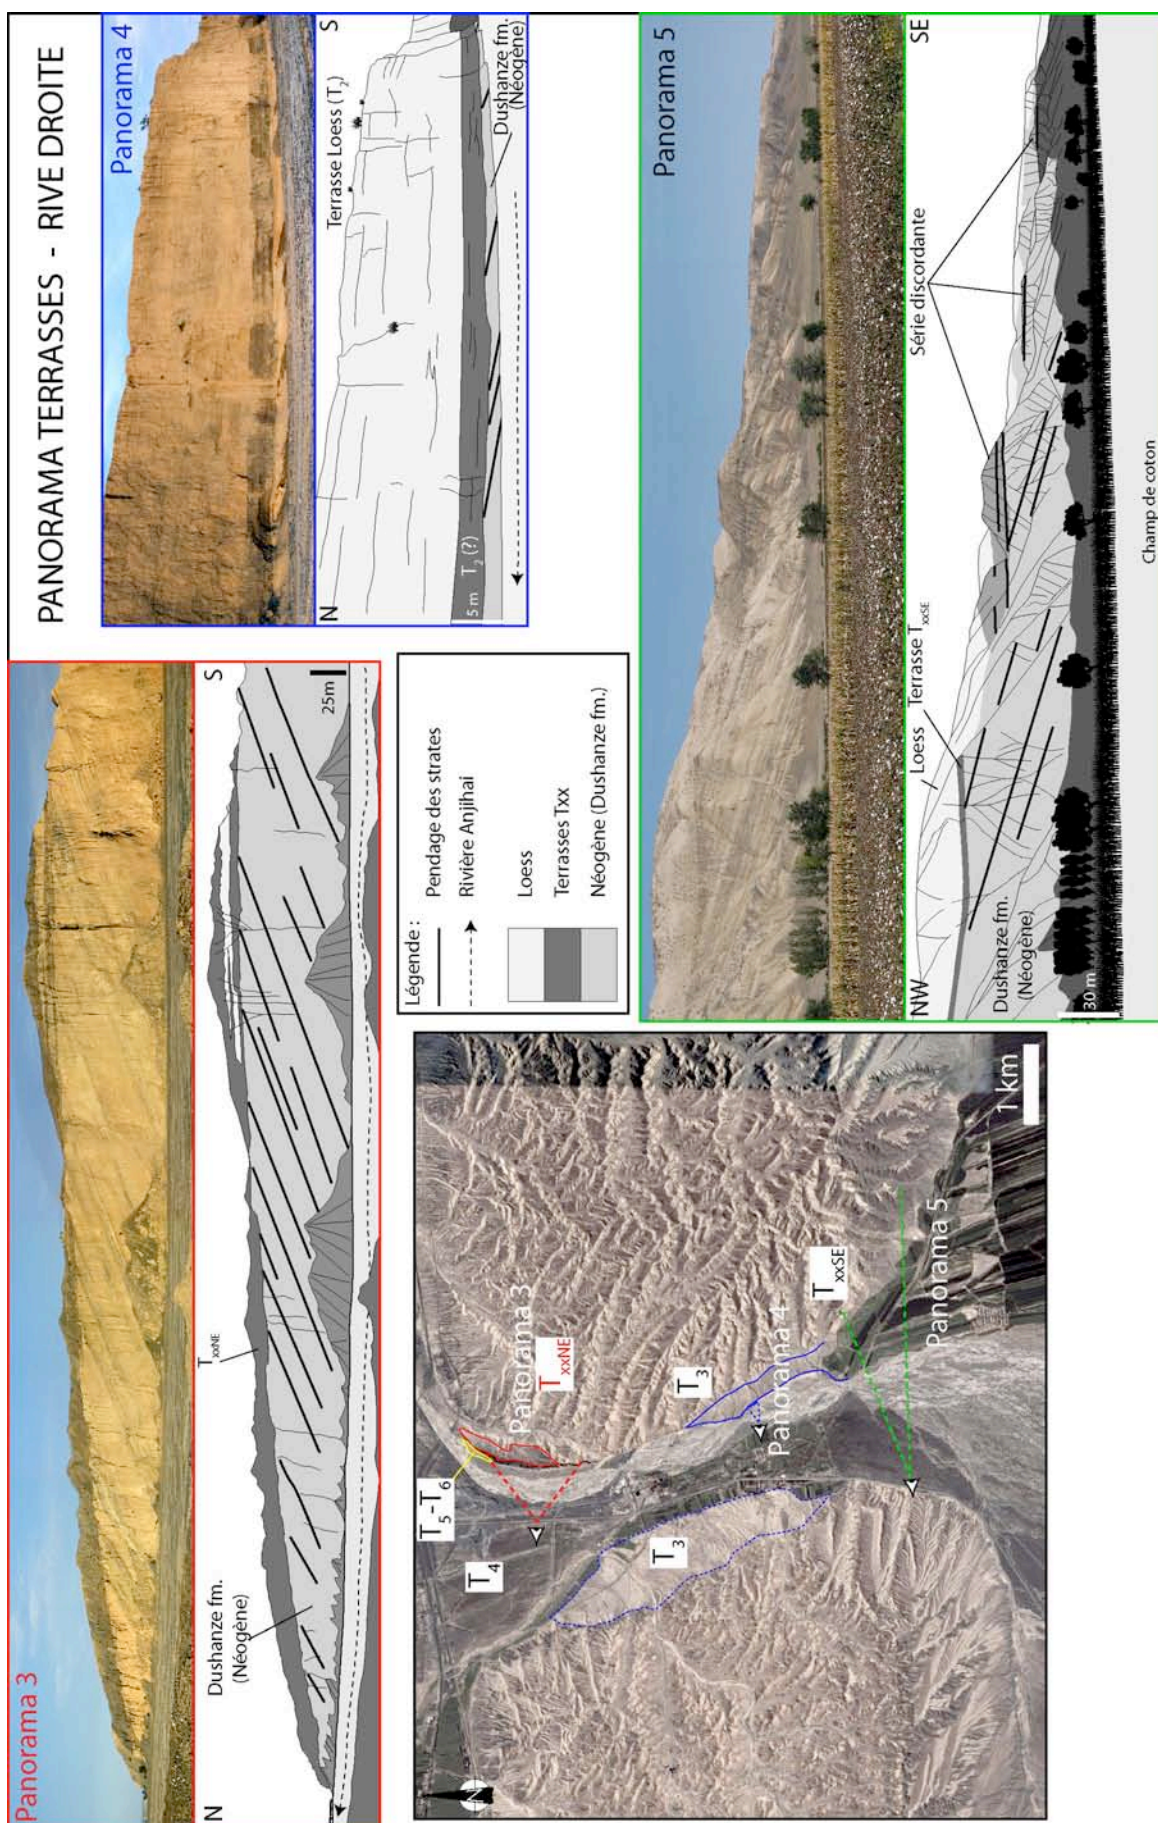 PANORAMA TERRASSES - RIVE DROITE
Panorama 3
N
S
Dushanze fm.
(Néogène)
TxxNE
25m
Panorama 4
N
S
Terrasse Loess (T2)
5 m T2 (?)
Dushanze fm.
(Néogène)
Légende :
Pendage des strates
Rivière Anjihai
Loess
Terrasses Txx
Néogène (Dushanze fm.)
N
T5-T6
T4
Panorama 3
TxxNE
T3
T3
Panorama 4
TxxSE
Panorama 5
1 km
Panorama 5
NW
SE
Loess
Terrasse TxxSE
Série discordante
Dushanze fm.
(Néogène)
30 m
Champ de coton